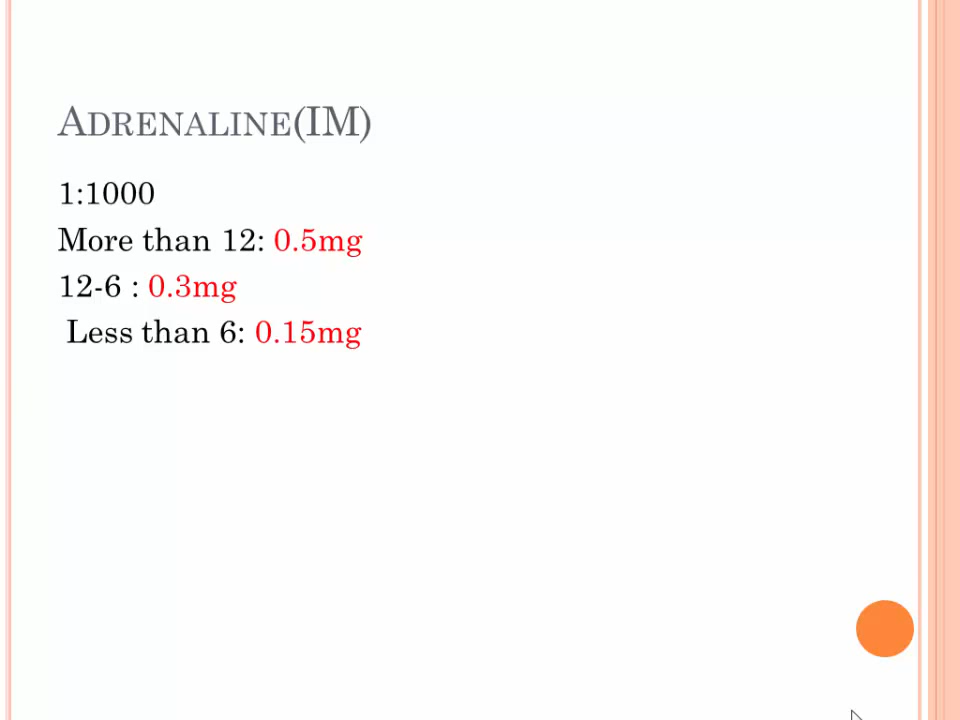 ADRENALINE(IM)
1:1000
More than 12: 0.5mg
12-6 : 0.3mg
Less than 6: 0.15mg